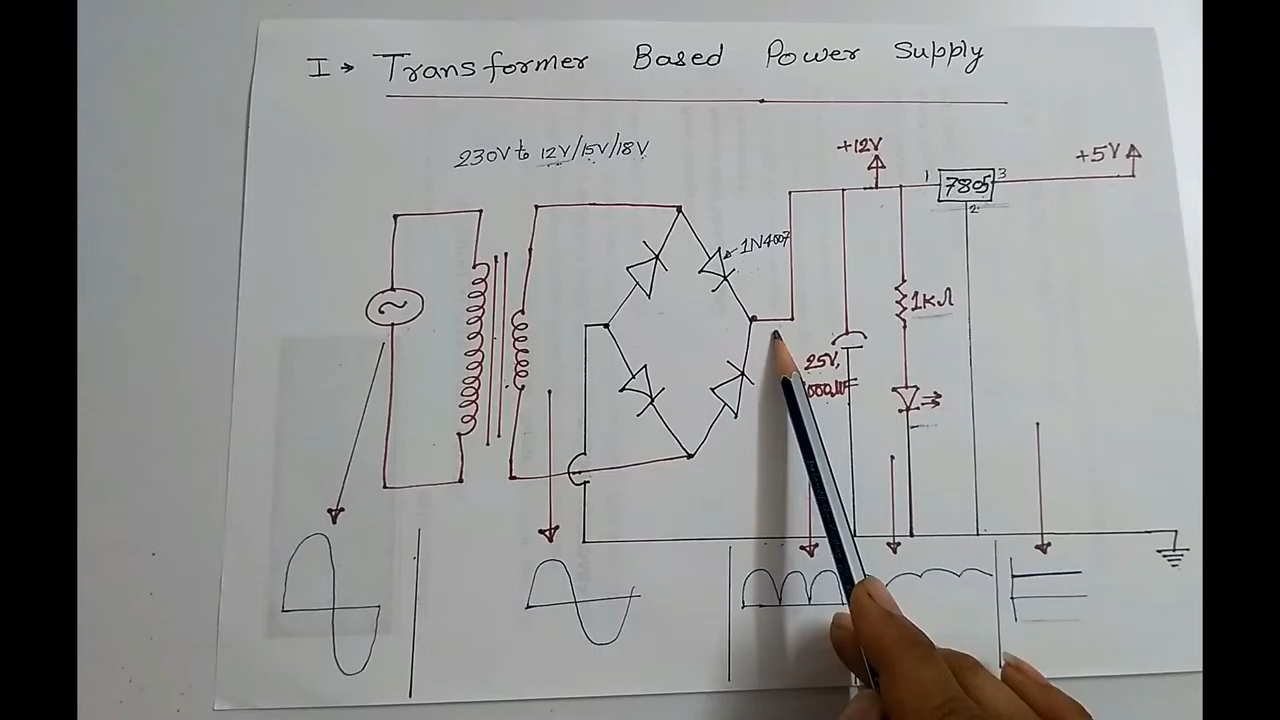 I → Transformer Based Power Supply
230V to 12V/15V/18V
+12V
1 7805 3
2
+5V
1N4007
1KΩ
25V,